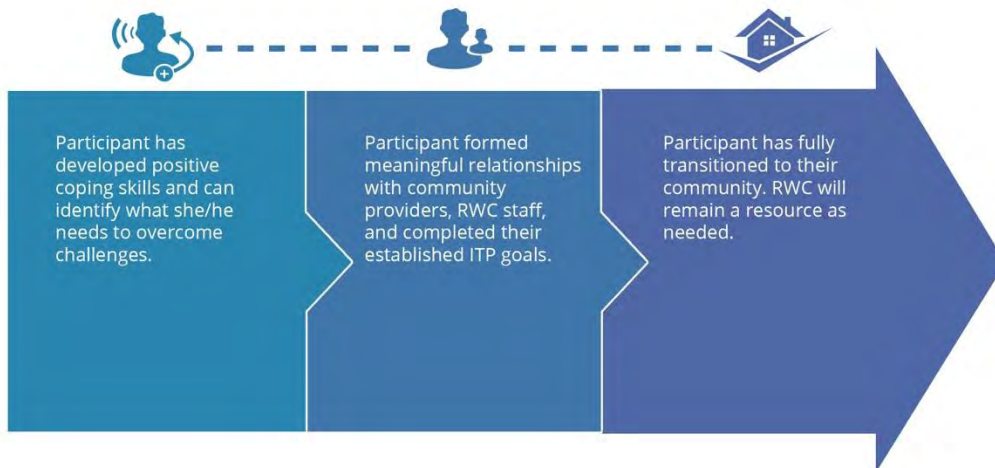 Participant has
developed positive
coping skills and can
identify what she/he
needs to overcome
challenges.
Participant formed
meaningful relationships
with community
providers, RWC staff,
and completed their
established ITP goals.
Participant has fully
transitioned to their
community. RWC will
remain a resource as
needed.